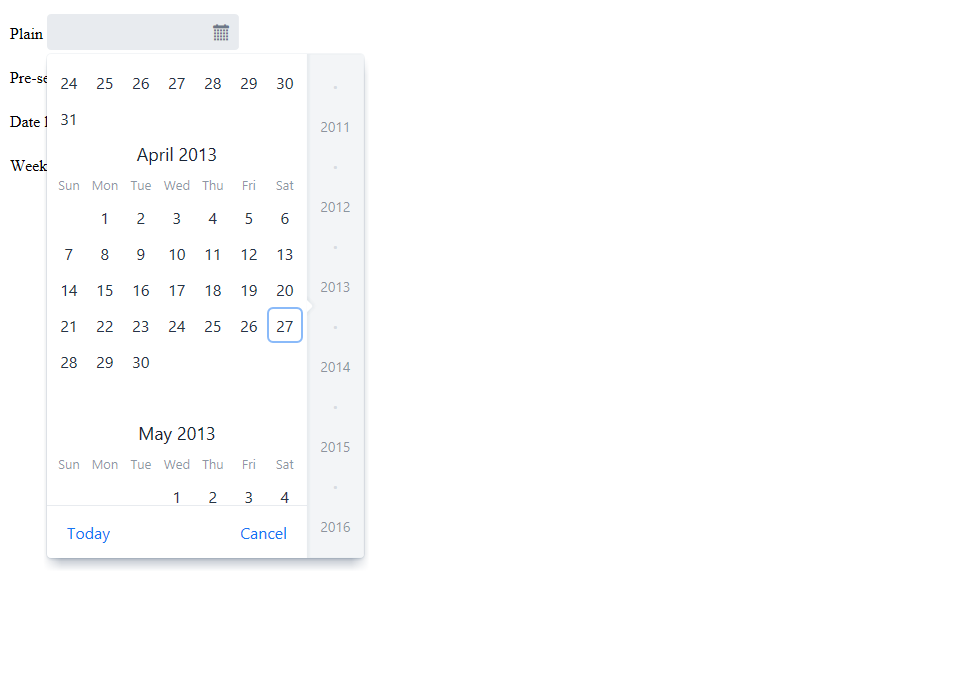 Plain
Pre-se
Date
Week
24 25 26 27 28 29 30
31
April 2013
Sun Mon Tue Wed Thu Fri Sat
1 2 3 4 5 6
7 8 9 10 11 12 13
14 15 16 17 18 19 20
21 22 23 24 25 26 27
28 29 30
May 2013
Sun Mon Tue Wed Thu Fri Sat
1 2 3 4
Today Cancel
2011
2012
2013
2014
2015
2016